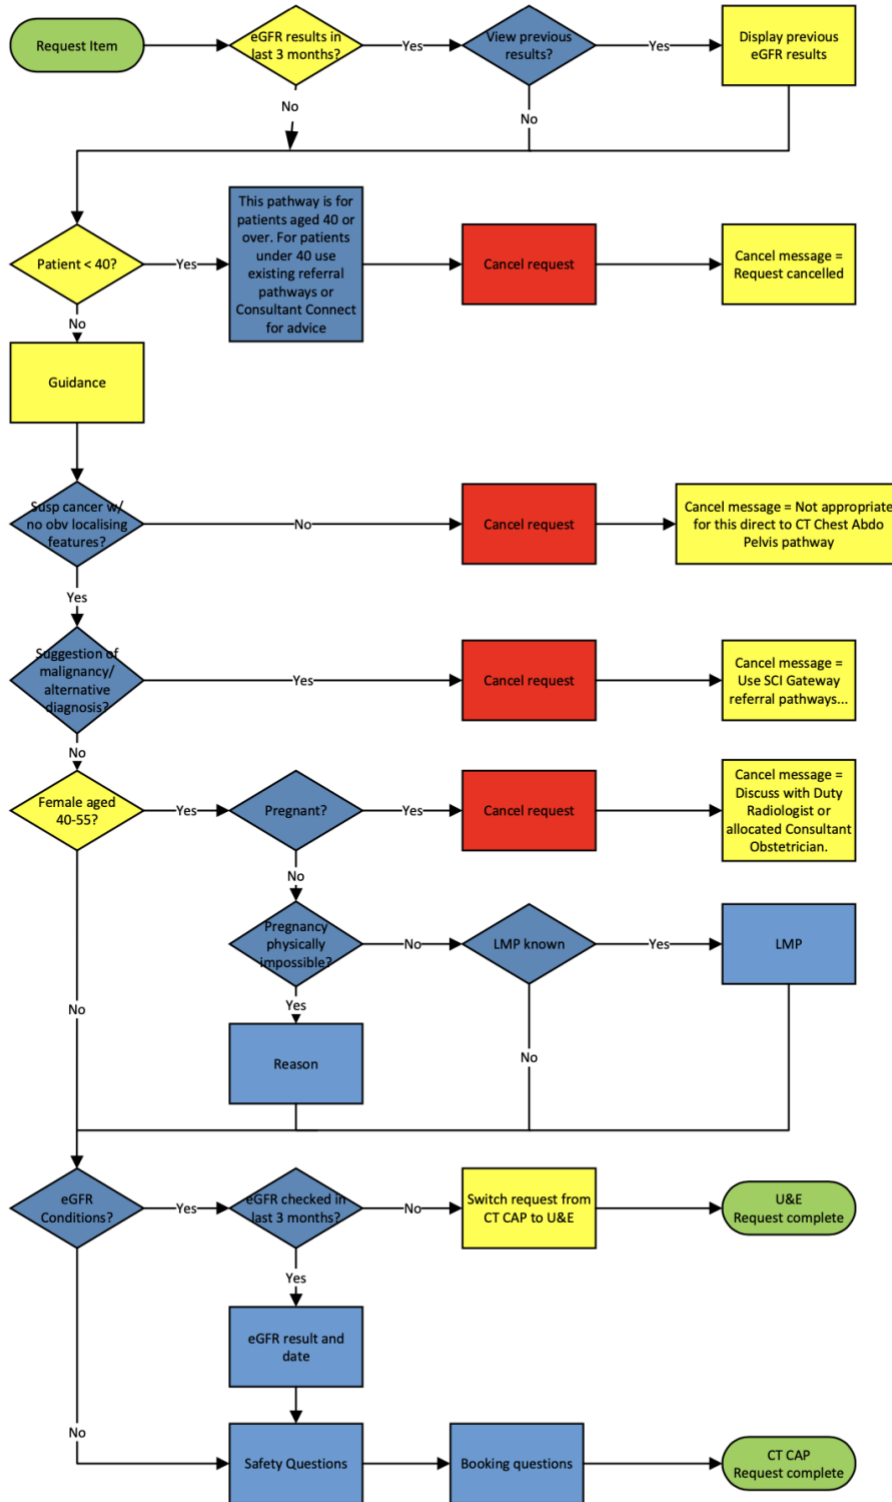 Request Item
eGFR results in
last 3 months?
Yes
View previous
results?
Yes
Display previous
eGFR results
No
No
Patient < 40?
Yes
This pathway is for
patients aged 40 or
over. For patients
under 40 use
existing referral
pathways or
Consultant Connect
for advice
Cancel request
Cancel message =
Request cancelled
No
Guidance
Susp cancer w/
no obv localising
features?
No
Cancel request
Cancel message = Not appropriate
for this direct to CT Chest Abdo
Pelvis pathway
Yes
Suggestion of
malignancy/
alternative
diagnosis?
Yes
Cancel request
Cancel message =
Use SCI Gateway
referral pathways...
No
Female aged
40-55?
Yes
Pregnant?
Yes
Cancel request
Cancel message =
Discuss with Duty
Radiologist or
allocated Consultant
Obstetrician.
No
Pregnancy
physically
impossible?
No
LMP known
Yes
LMP
No
Yes
Reason
No
eGFR
Conditions?
Yes
eGFR checked in
last 3 months?
No
Switch request from
CT CAP to U&E
U&E
Request complete
Yes
eGFR result and
date
No
Safety Questions
Booking questions
CT CAP
Request complete